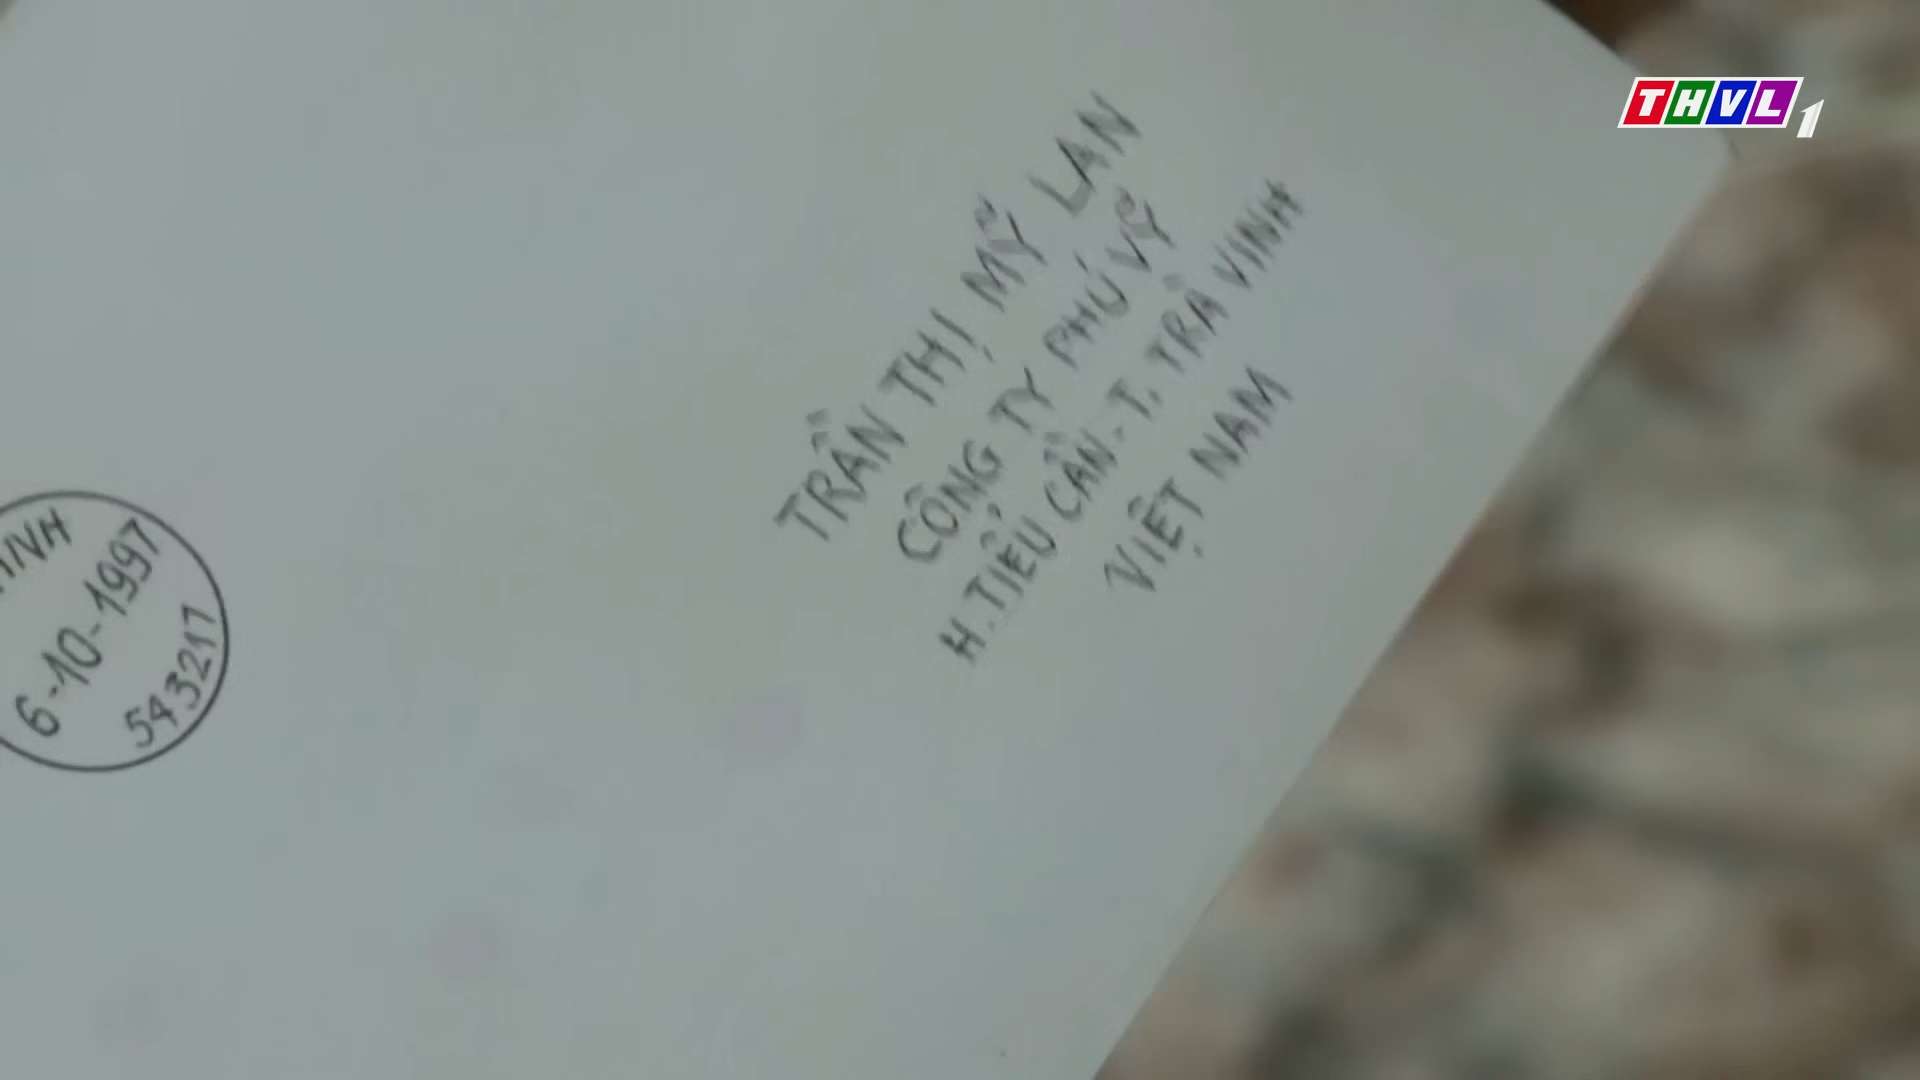 THVL1
TRẦN THỊ MỸ LAN
CÔNG TY PHÚ VỸ
H. TIỂU CẦN - T. TRÀ VINH
VIỆT NAM
6-10-1997
543217